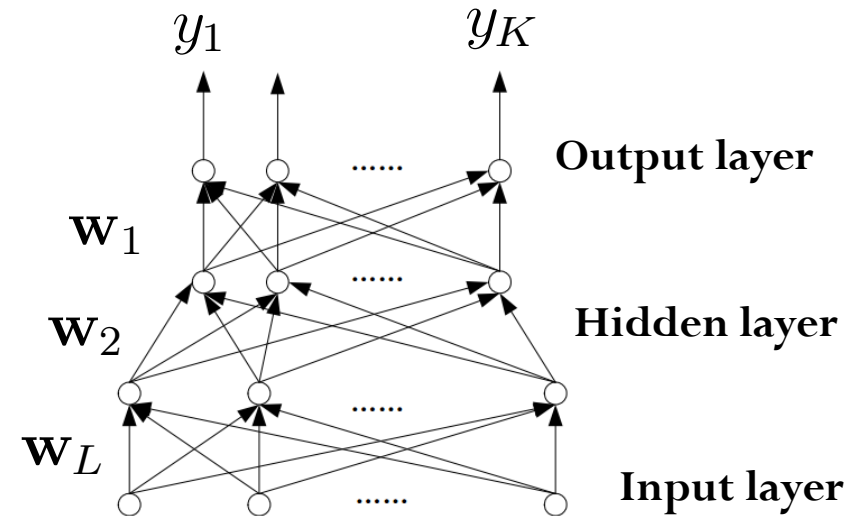 y1 yK
...... Output layer
w1
......
w2 Hidden layer
......
wL
...... Input layer